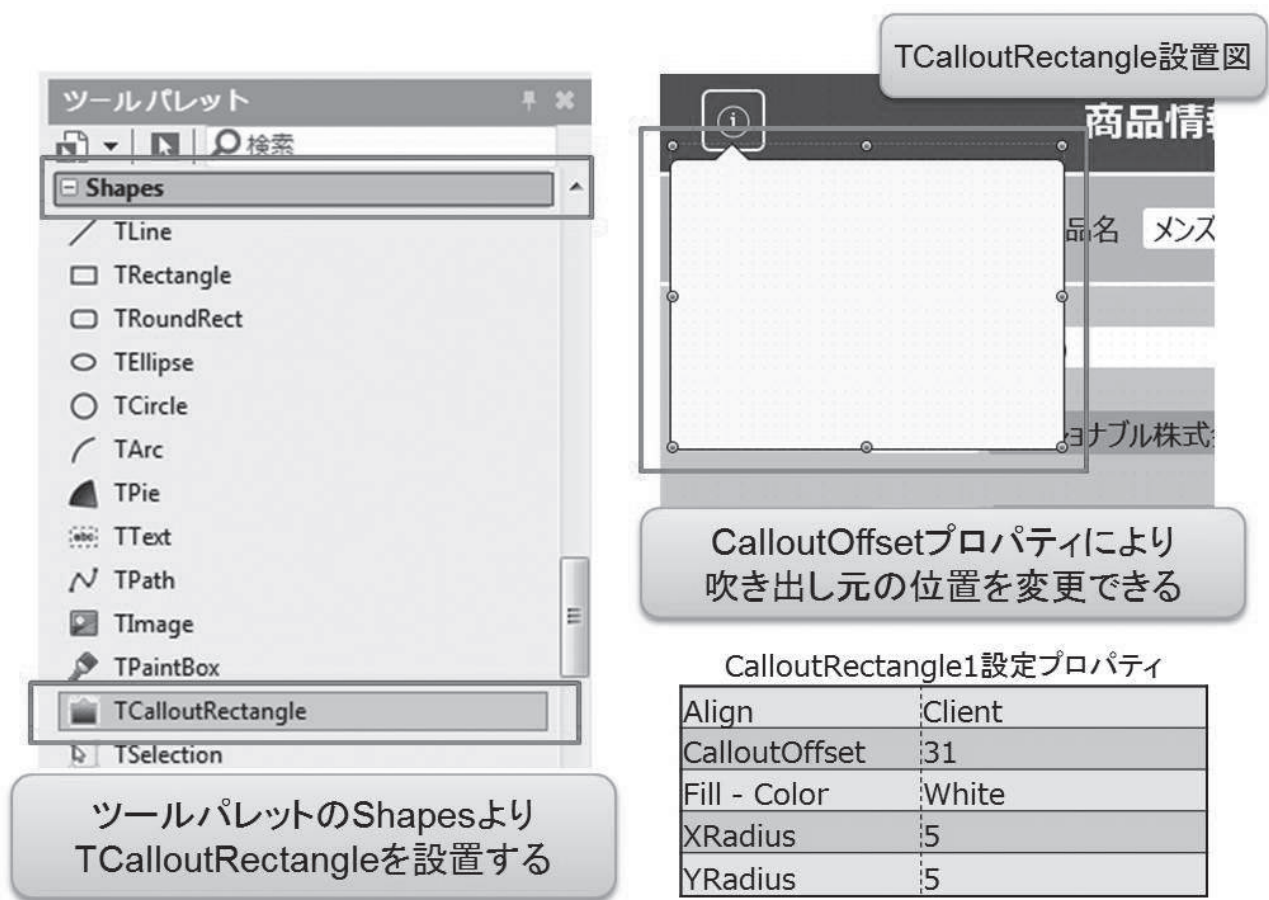 TCalloutRectangle設置図
ツールパレット
検索
Shapes
TLine
TRectangle
TRoundRect
TEllipse
TCircle
TArc
TPie
abc
TText
TPath
TImage
TPaintBox
TCalloutRectangle
TSelection
ツールパレットのShapesより
TCalloutRectangleを設置する
商品情
品名 メンズ
ョナブル株式
CalloutOffsetプロパティにより
吹き出し元の位置を変更できる
CalloutRectangle1設定プロパティ
Align Client
CalloutOffset 31
Fill - Color White
XRadius 5
YRadius 5